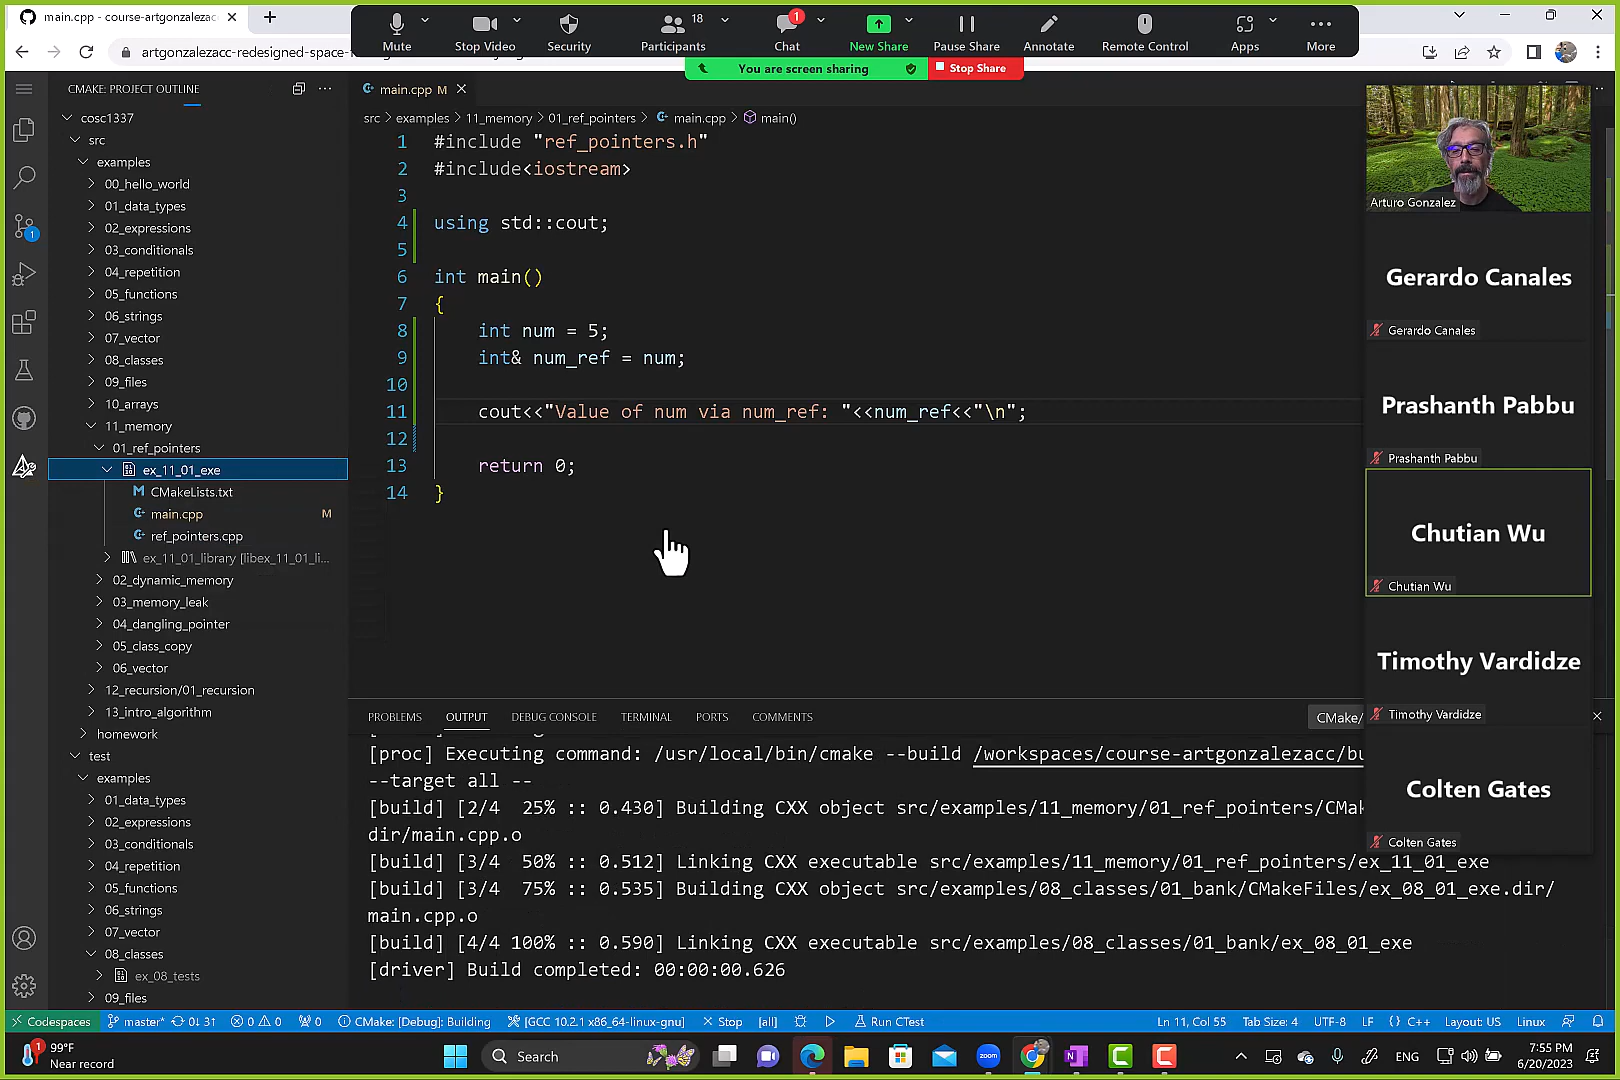 main.cpp - course-artgonzalezac
artgonzalezacc-redesigned-space-
Mute
Stop Video
Security
Participants
18
Chat
1
New Share
Pause Share
Annotate
Remote Control
Apps
More
You are screen sharing
Stop Share
CMAKE: PROJECT OUTLINE
cosc1337
src
examples
00_hello_world
01_data_types
02_expressions
03_conditionals
04_repetition
05_functions
06_strings
07_vector
08_classes
09_files
10_arrays
11_memory
01_ref_pointers
ex_11_01_exe
CMakeLists.txt
main.cpp M
ref_pointers.cpp
ex_11_01_library [libex_11_01_li...
02_dynamic_memory
03_memory_leak
04_dangling_pointer
05_class_copy
06_vector
12_recursion/01_recursion
13_intro_algorithm
homework
test
examples
01_data_types
02_expressions
03_conditionals
04_repetition
05_functions
06_strings
07_vector
08_classes
ex_08_tests
09_files
1
main.cpp M
src > examples > 11_memory > 01_ref_pointers > main.cpp > main()
1 #include "ref_pointers.h"
2 #include<iostream>
3
4 using std::cout;
5
6 int main()
7 {
8 int num = 5;
9 int& num_ref = num;
10
11 cout<<"Value of num via num_ref: "<<num_ref<<"\n";
12
13 return 0;
14 }
PROBLEMS OUTPUT DEBUG CONSOLE TERMINAL PORTS COMMENTS
CMake/
[proc] Executing command: /usr/local/bin/cmake --build /workspaces/course-artgonzalezacc/bu
--target all --
[build] [2/4 25% :: 0.430] Building CXX object src/examples/11_memory/01_ref_pointers/CMak
dir/main.cpp.o
[build] [3/4 50% :: 0.512] Linking CXX executable src/examples/11_memory/01_ref_pointers/ex_11_01_exe
[build] [3/4 75% :: 0.535] Building CXX object src/examples/08_classes/01_bank/CMakeFiles/ex_08_01_exe.dir/
main.cpp.o
[build] [4/4 100% :: 0.590] Linking CXX executable src/examples/08_classes/01_bank/ex_08_01_exe
[driver] Build completed: 00:00:00.626
Arturo Gonzalez
Gerardo Canales
Gerardo Canales
Prashanth Pabbu
Prashanth Pabbu
Chutian Wu
Chutian Wu
Timothy Vardidze
Timothy Vardidze
Colten Gates
Colten Gates
Codespaces master* 0↓ 3↑ 0 0 0 CMake: [Debug]: Building [GCC 10.2.1 x86_64-linux-gnu] Stop [all] Run CTest Ln 11, Col 55 Tab Size: 4 UTF-8 LF {} C++ Layout: US Linux
1
99°F
Near record
Search
zoom
ENG
7:55 PM
6/20/2023